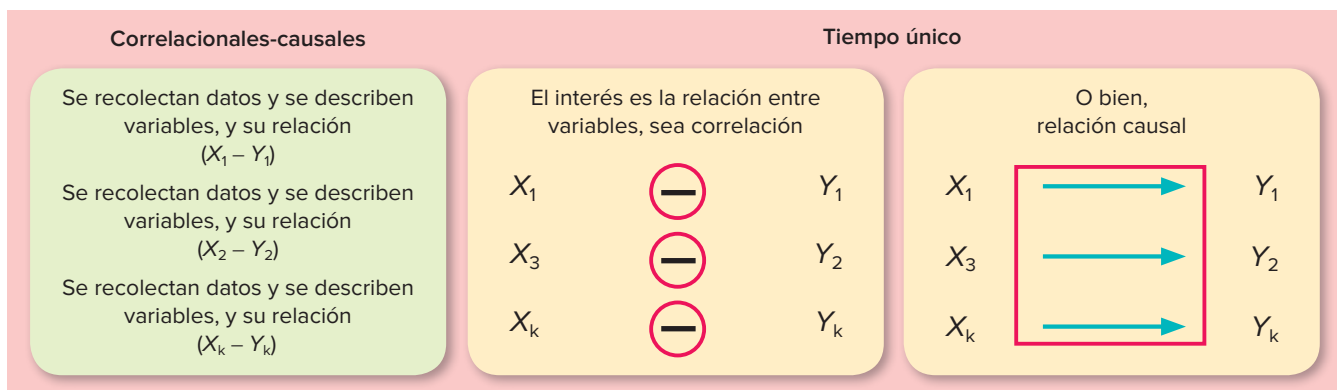 Correlacionales-causales
Tiempo único
Se recolectan datos y se describen
variables, y su relación
(X₁ – Y₁)
Se recolectan datos y se describen
variables, y su relación
(X₂ – Y₂)
Se recolectan datos y se describen
variables, y su relación
(Xₖ – Yₖ)
El interés es la relación entre
variables, sea correlación
X₁ — Y₁
X₃ — Y₂
Xₖ — Yₖ
O bien,
relación causal
X₁ Y₁
X₃ Y₂
Xₖ Yₖ